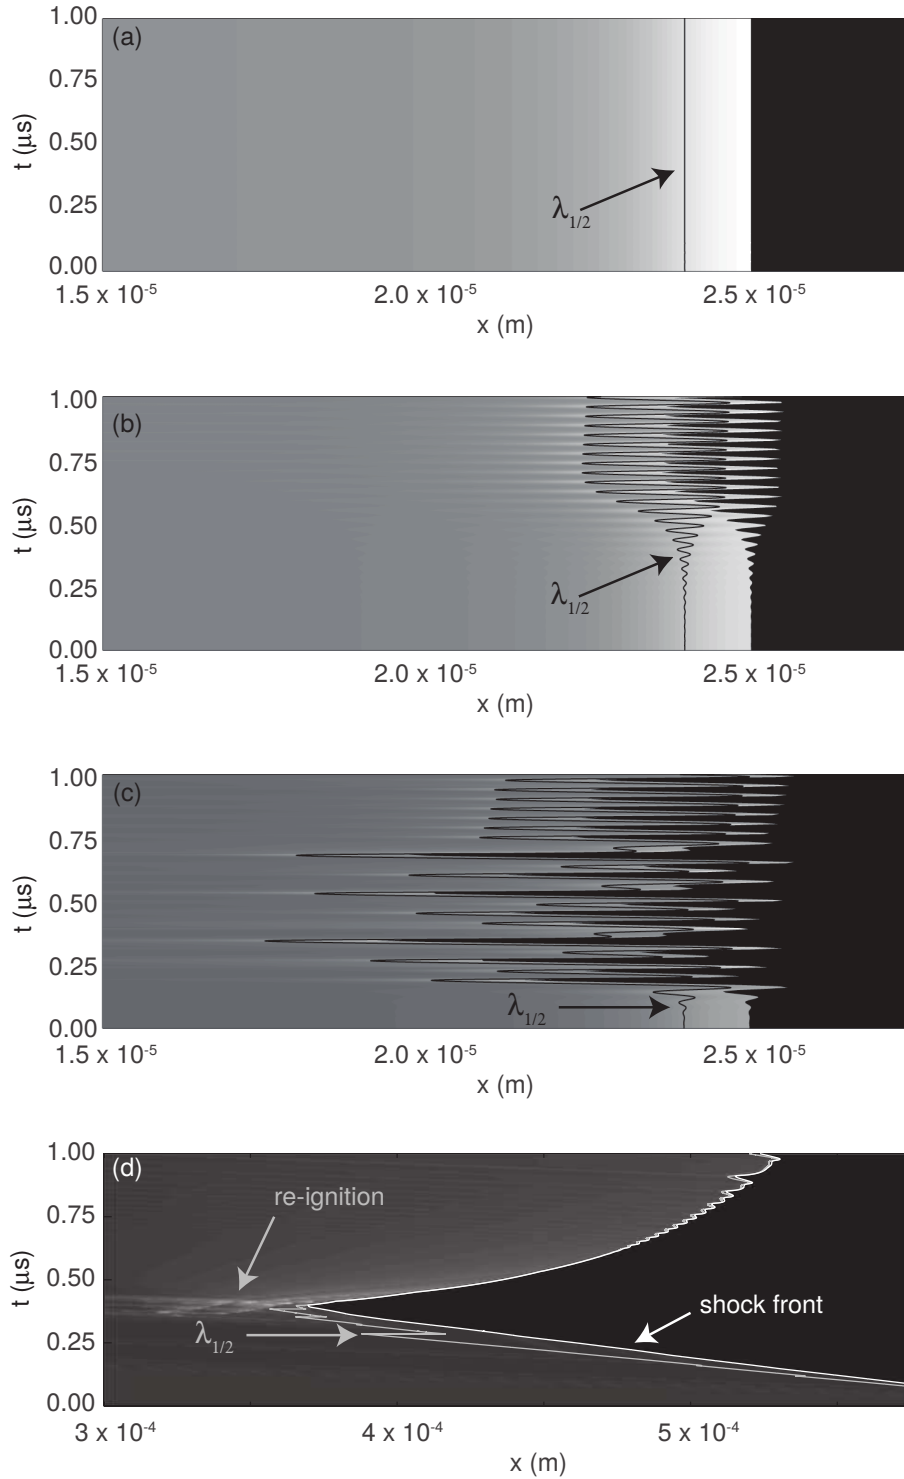 (a)
1.00
0.75
0.50
0.25
0.00
t (μs)
λ1/2
1.5 x 10-5 2.0 x 10-5 2.5 x 10-5
x (m)
(b)
1.00
0.75
0.50
0.25
0.00
t (μs)
λ1/2
1.5 x 10-5 2.0 x 10-5 2.5 x 10-5
x (m)
(c)
1.00
0.75
0.50
0.25
0.00
t (μs)
λ1/2
1.5 x 10-5 2.0 x 10-5 2.5 x 10-5
x (m)
(d)
1.00
0.75
0.50
0.25
0.00
t (μs)
re-ignition
shock front
λ1/2
3 x 10-4 4 x 10-4 5 x 10-4
x (m)